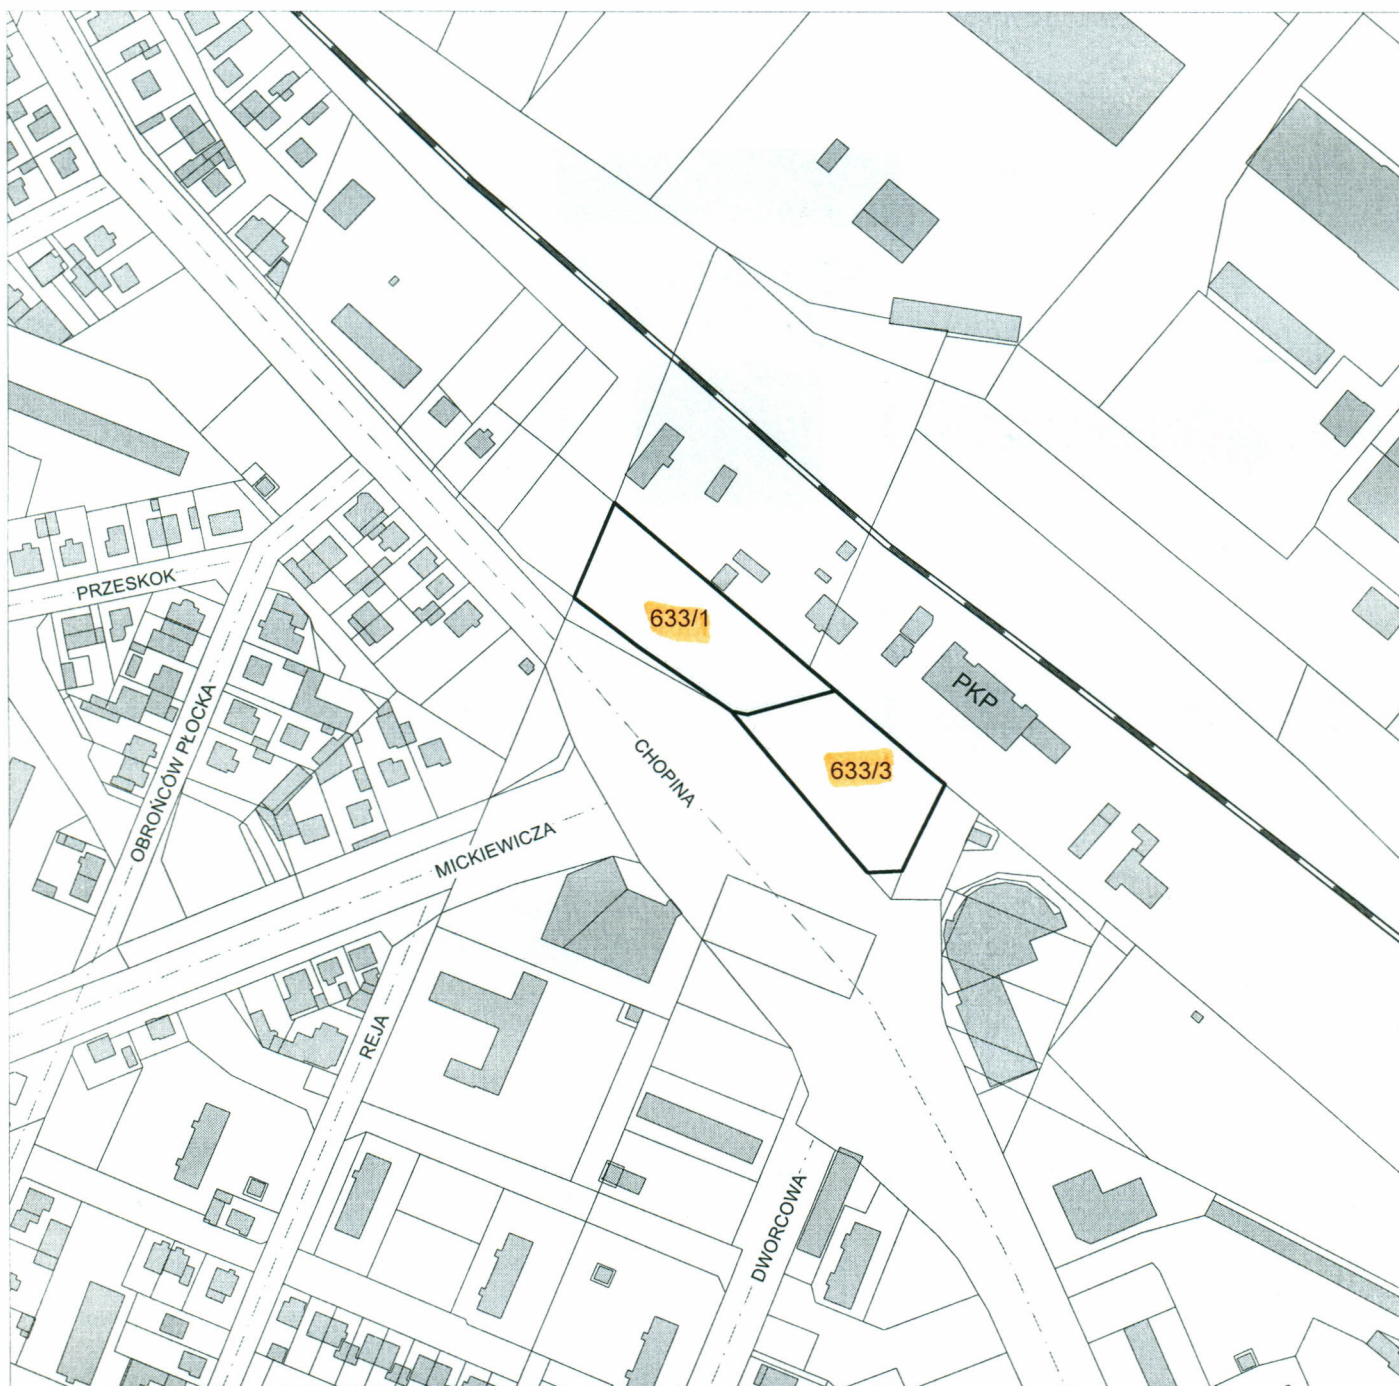 PRZESKOK
633/1
PKP
OBROŃCÓW PŁOCKA
CHOPINA
633/3
MICKIEWICZA
REJA
DWORCOWA